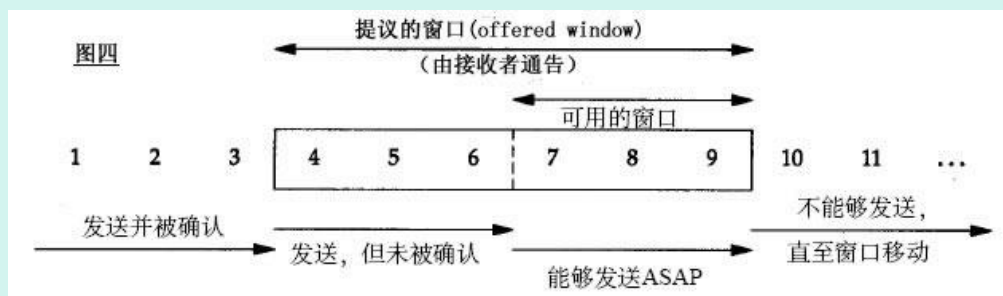 图四
提议的窗口(offered window)
（由接收者通告）
可用的窗口
1 2 3 4 5 6 7 8 9 10 11 ...
发送并被确认
发送，但未被确认
能够发送ASAP
不能够发送，
直至窗口移动